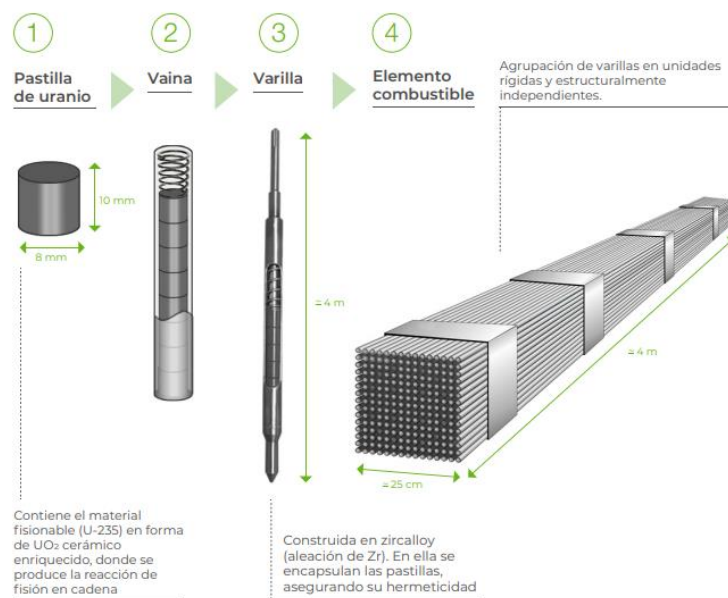 1
Pastilla
de uranio
2
Vaina
3
Varilla
4
Elemento
combustible
Agrupación de varillas en unidades
rígidas y estructuralmente
independientes.
10 mm
8 mm
= 4 m
= 4 m
= 25 cm
Contiene el material
fisionable (U-235) en forma
de UO₂ cerámico
enriquecido, donde se
produce la reacción de
fisión en cadena
Construida en zircalloy
(aleación de Zr). En ella se
encapsulan las pastillas,
asegurando su hermeticidad